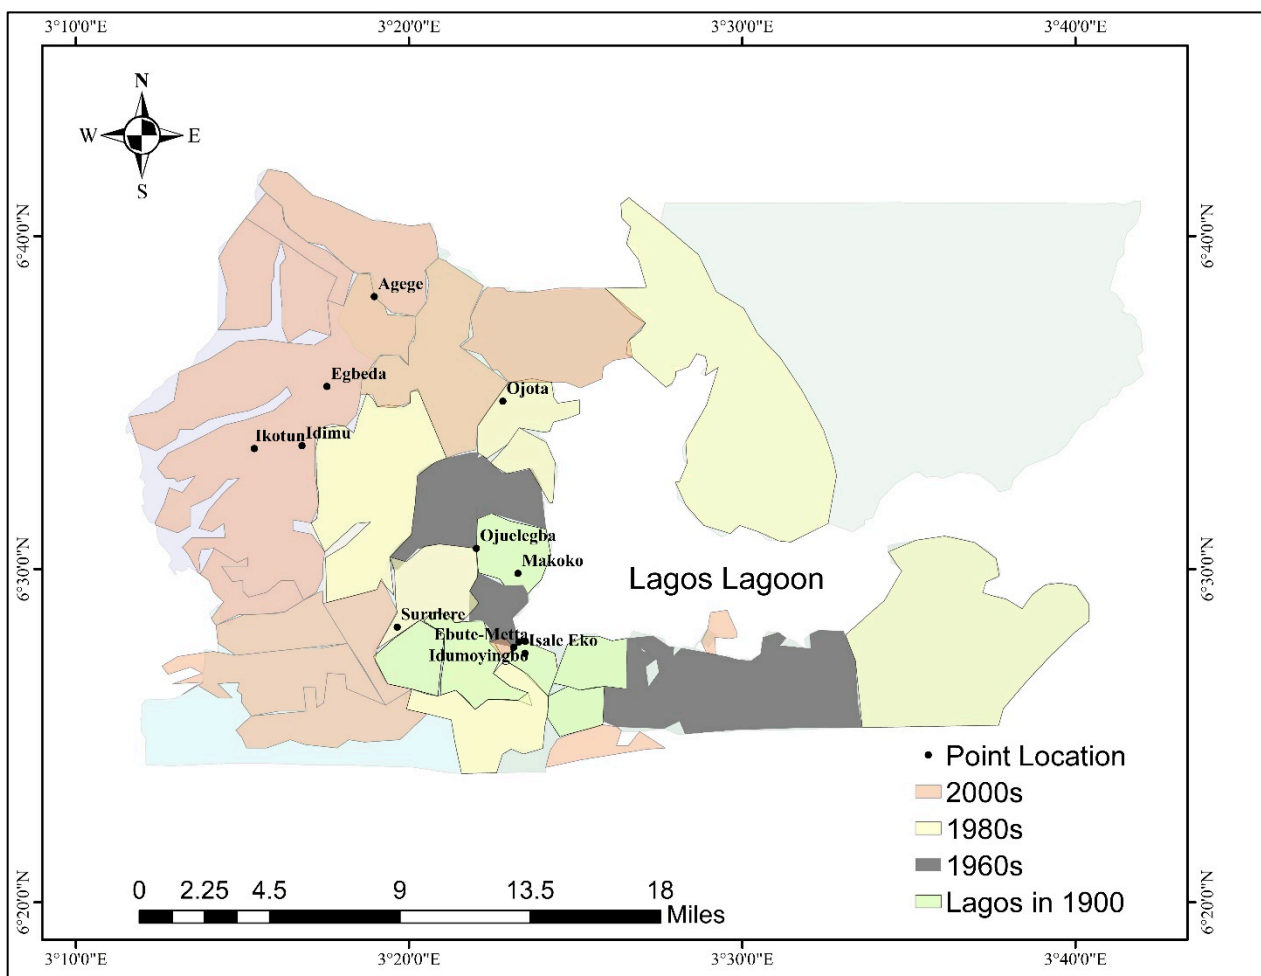 3°10'0"E 3°20'0"E 3°30'0"E 3°40'0"E
N
W E
S
6°40'0"N 6°40'0"N
Agege
Egbeda
Ojota
Ikotun Idimu
Ojuelegba
Makoko
6°30'0"N 6°30'0"N
Lagos Lagoon
Surulere
Ebute-Metta Isale Eko
Idumoyingbo
Point Location
2000s
1980s
1960s
Lagos in 1900
0 2.25 4.5 9 13.5 18
Miles
6°20'0"N 6°20'0"N
3°10'0"E 3°20'0"E 3°30'0"E 3°40'0"E